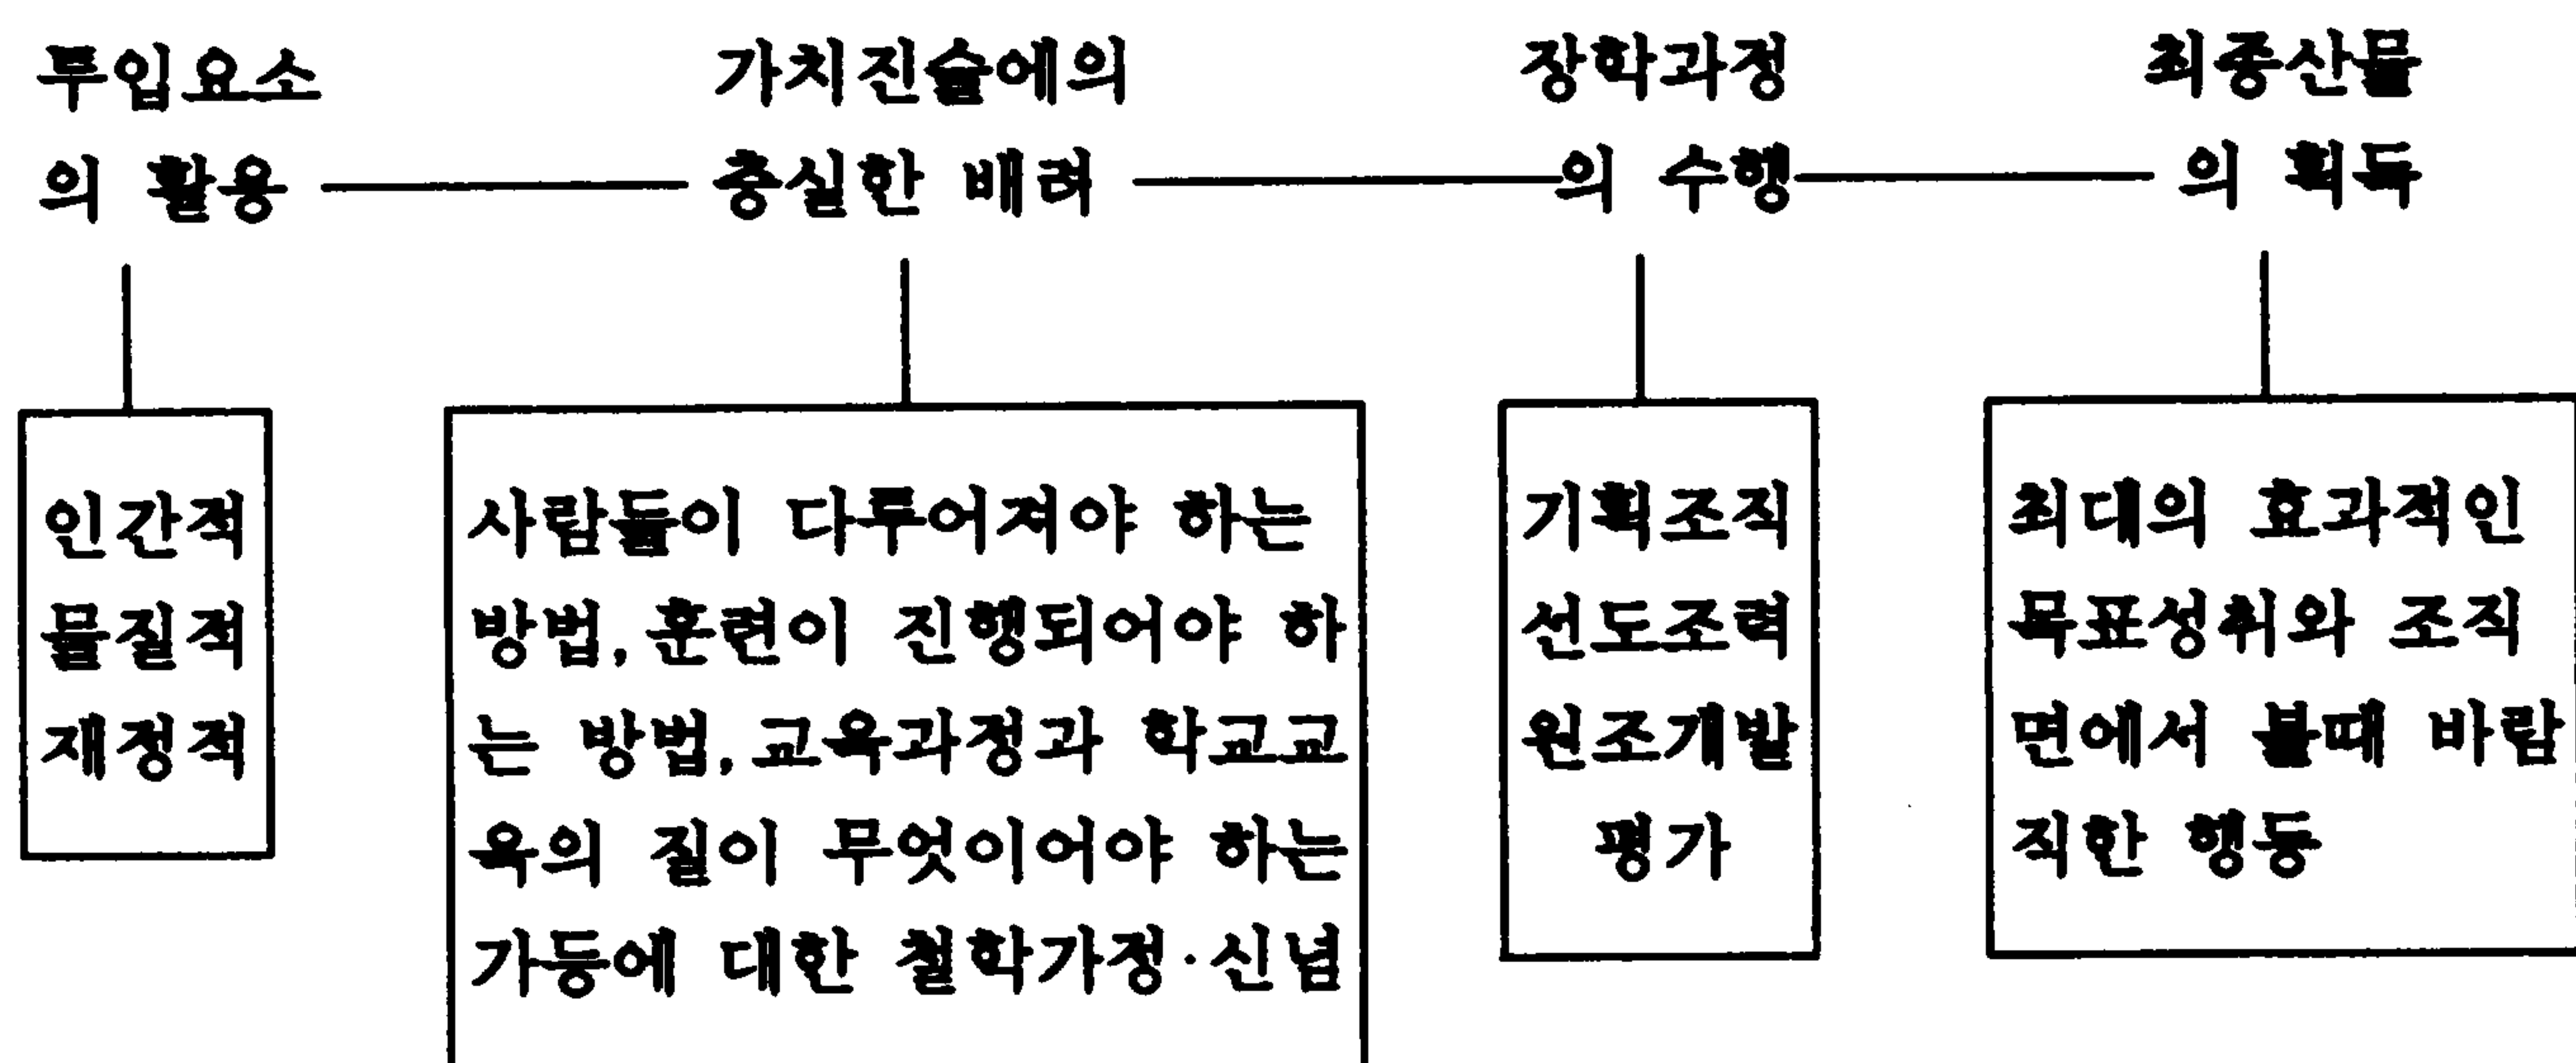 투입요소
의 활용
가치진술에의
충실한 배려
장학과정
의 수행
최종산물
의 획득
인간적
물질적
재정적
사람들이 다루어져야 하는
방법, 훈련이 진행되어야 하
는 방법, 교육과정과 학교교
육의 질이 무엇이어야 하는
가등에 대한 철학가정·신념
기획조직
선도조력
원조개발
평가
최대의 효과적인
목표성취와 조직
면에서 볼때 바람
직한 행동